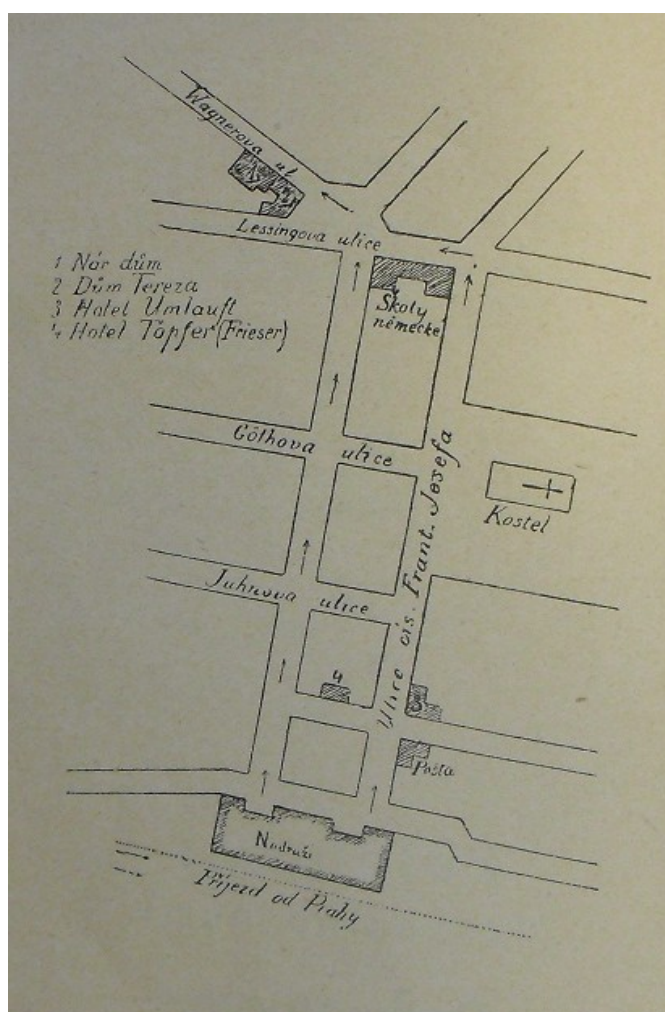 Wagnerova ul.
Lessingova ulice
1 Nár dům
2 Dům Tereza
3 Hotel Umlauft
4 Hotel Töpfer (Frieser)
Školy
německé
Göthova ulice
Kostel
Ulice cís. Frant. Josefa
Juhnova ulice
4
3
Pošta
Nádraží
Příjezd od Prahy